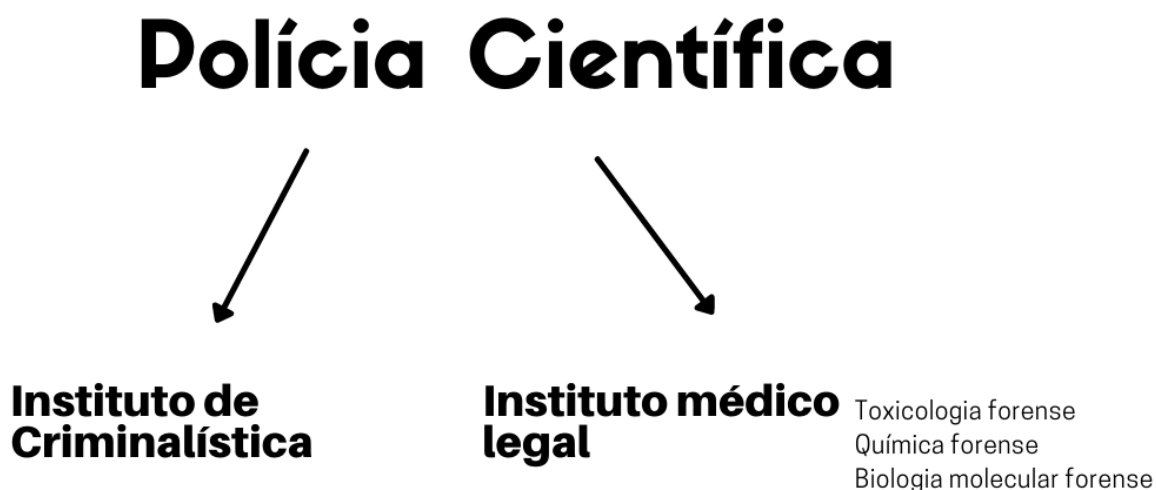 Polícia Científica
Instituto de
Criminalística
Instituto médico
legal
Toxicologia forense
Química forense
Biologia molecular forense